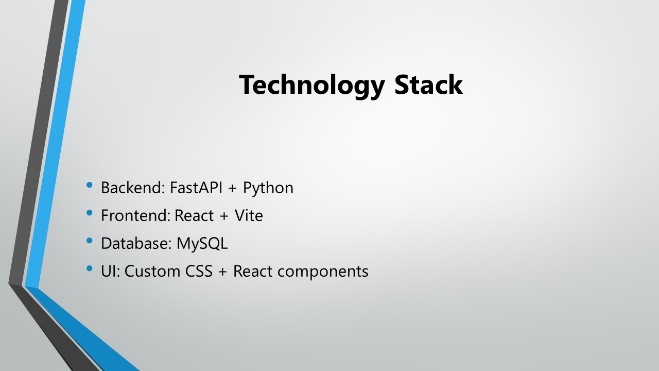 Technology Stack
• Backend: FastAPI + Python
• Frontend: React + Vite
• Database: MySQL
• UI: Custom CSS + React components